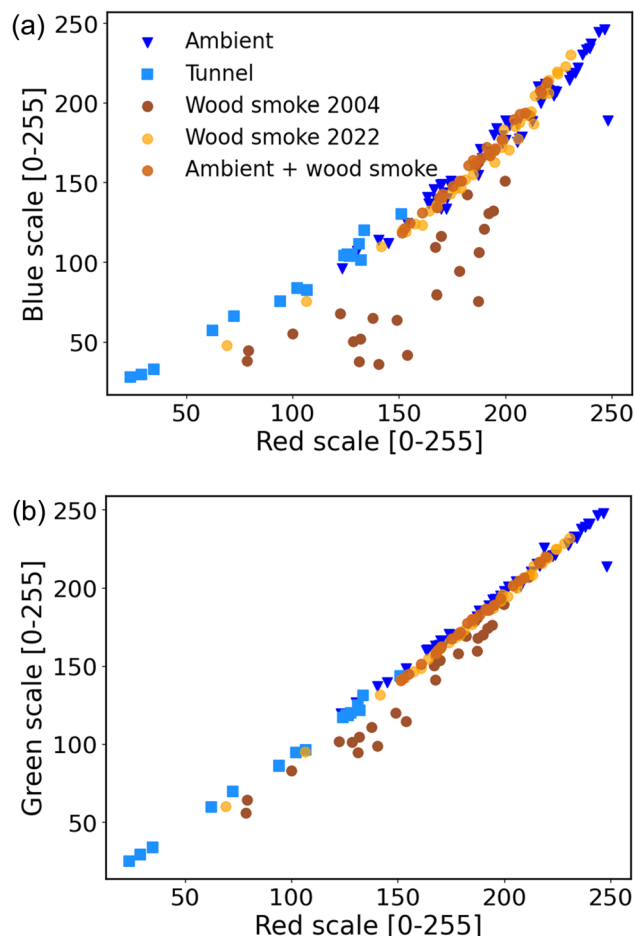 (a)
250
200
150
100
50
Blue scale [0-255]
Ambient
Tunnel
Wood smoke 2004
Wood smoke 2022
Ambient + wood smoke
50 100 150 200 250
Red scale [0-255]
(b)
250
200
150
100
50
Green scale [0-255]
50 100 150 200 250
Red scale [0-255]